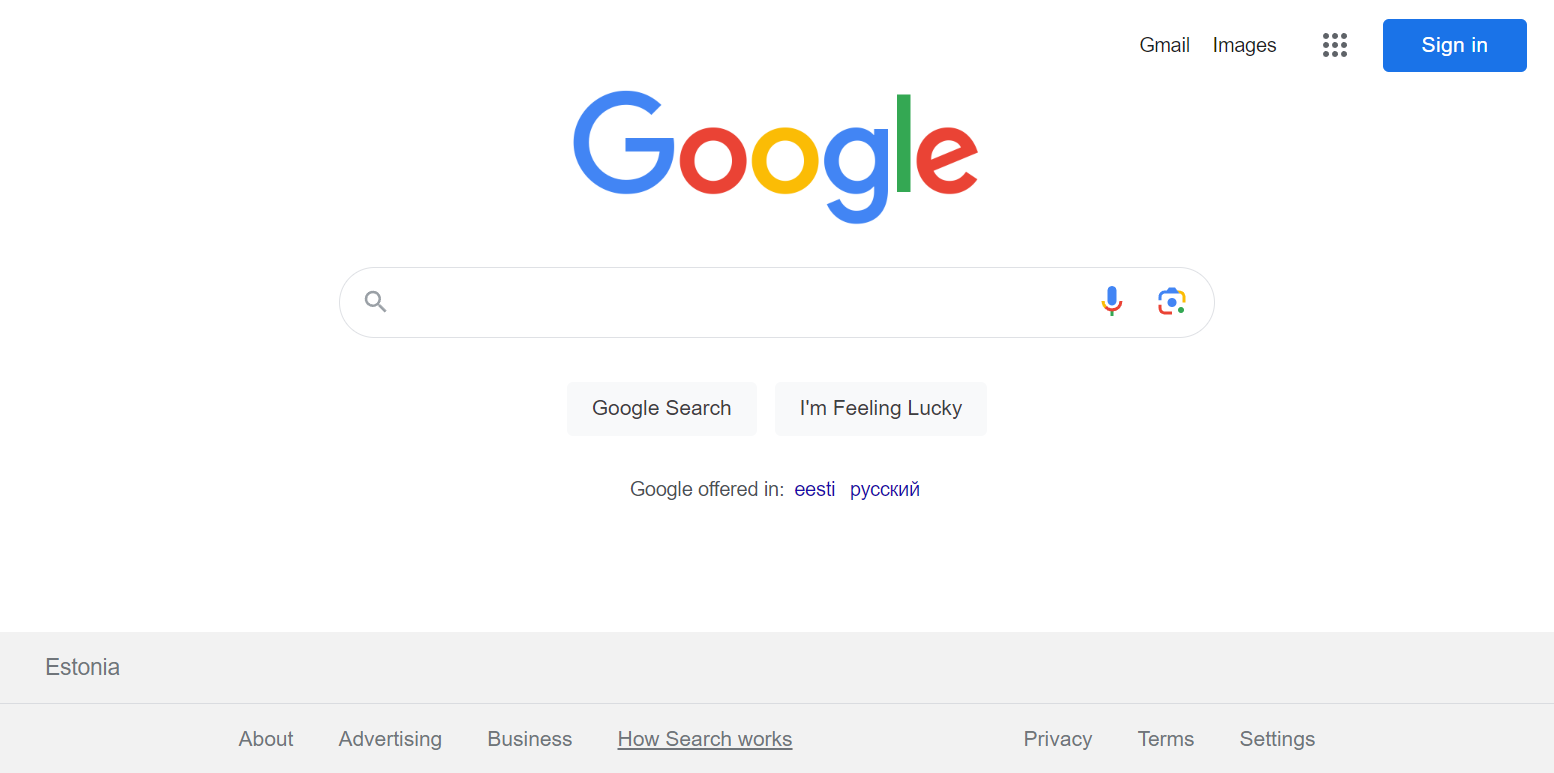 Gmail Images Sign in
Google
Google Search I'm Feeling Lucky
Google offered in: eesti русский
Estonia
About Advertising Business How Search works Privacy Terms Settings